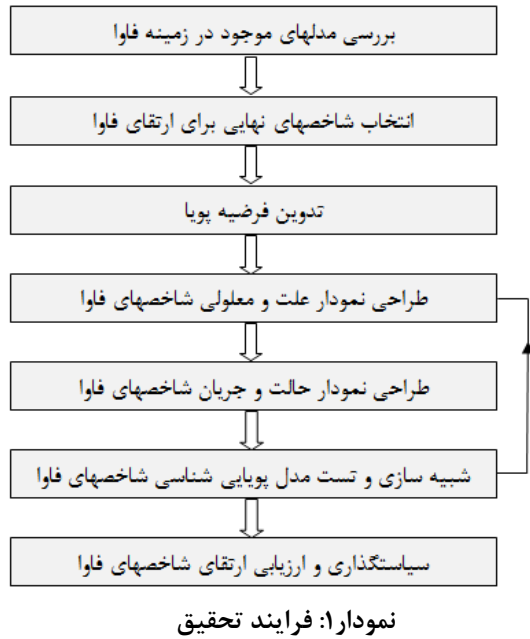 بررسی مدلهای موجود در زمینه فاوا
انتخاب شاخصهای نهایی برای ارتقای فاوا
تدوین فرضیه پویا
طراحی نمودار علت و معلولی شاخصهای فاوا
طراحی نمودار حالت و جریان شاخصهای فاوا
شبیه سازی و تست مدل پویایی شناسی شاخصهای فاوا
سیاستگذاری و ارزیابی ارتقای شاخصهای فاوا
نمودار۱: فرایند تحقیق